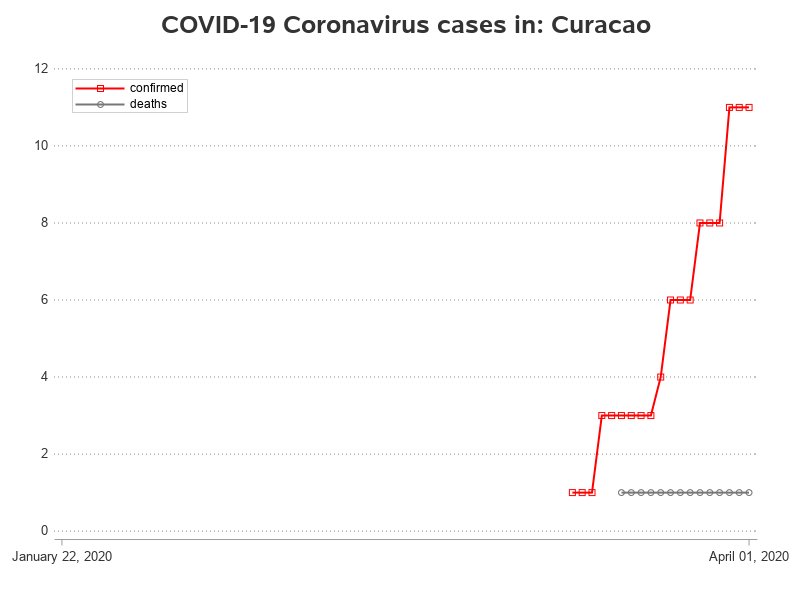 COVID-19 Coronavirus cases in: Curacao
12
confirmed
deaths
10
8
6
4
2
0
January 22, 2020
April 01, 2020